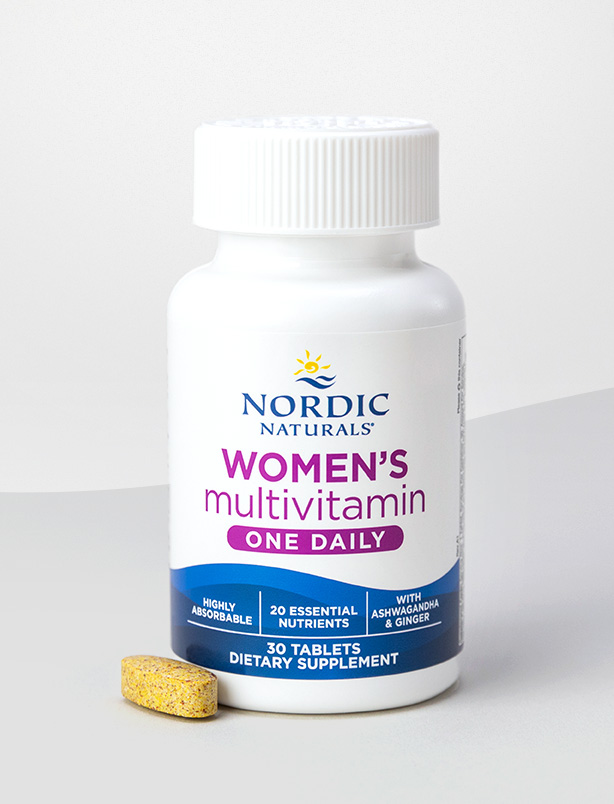 NORDIC
NATURALS®
WOMEN'S
multivitamin
ONE DAILY
HIGHLY
ABSORBABLE
20 ESSENTIAL
NUTRIENTS
WITH
ASHWAGANDHA
& GINGER
30 TABLETS
DIETARY SUPPLEMENT